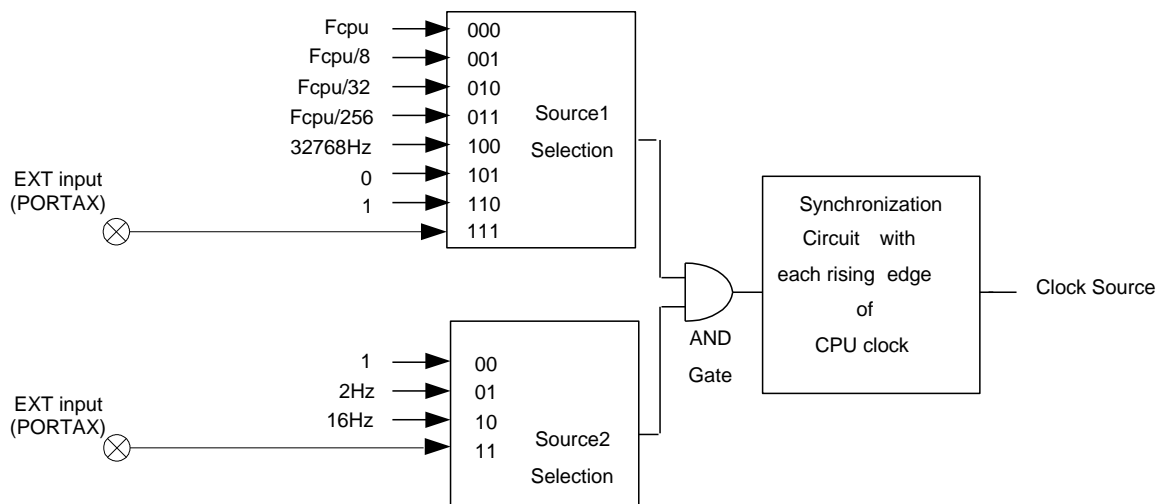 Fcpu
Fcpu/8
Fcpu/32
Fcpu/256
32768Hz
0
1
EXT input
(PORTAX)
000
001
010
011
100
101
110
111
Source1
Selection
1
2Hz
16Hz
EXT input
(PORTAX)
00
01
10
11
Source2
Selection
AND
Gate
Synchronization
Circuit with
each rising edge
of
CPU clock
Clock Source